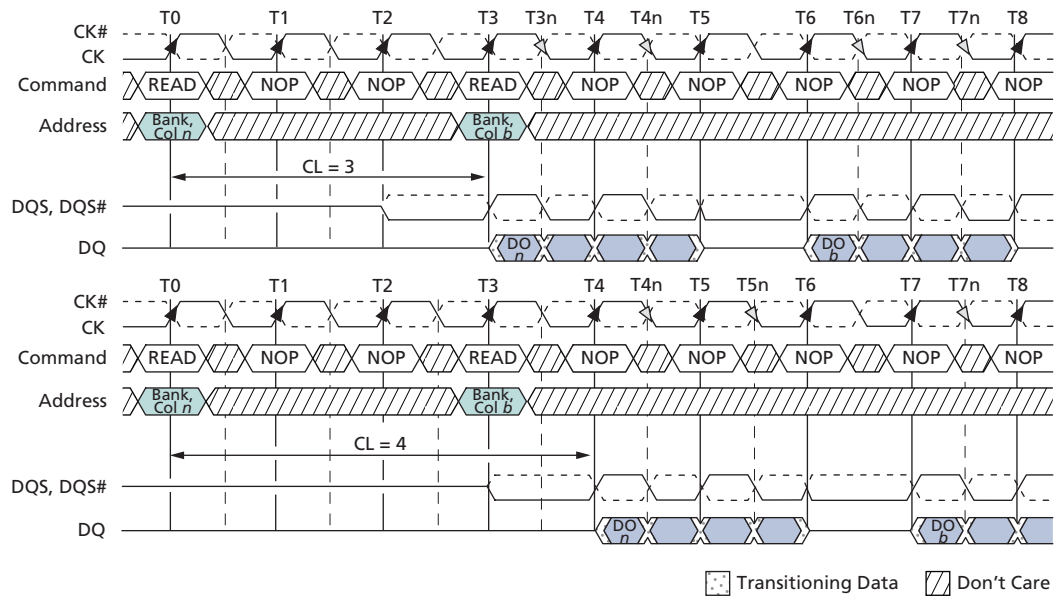 T0 T1 T2 T3 T3n T4 T4n T5 T6 T6n T7 T7n T8
CK#
CK
Command READ NOP NOP READ NOP NOP NOP NOP NOP
Address Bank, Col n Bank, Col b
CL = 3
DQS, DQS#
DQ DO n DO b
T0 T1 T2 T3 T4 T4n T5 T5n T6 T7 T7n T8
CK#
CK
Command READ NOP NOP READ NOP NOP NOP NOP NOP
Address Bank, Col n Bank, Col b
CL = 4
DQS, DQS#
DQ DO n DO b
Transitioning Data Don't Care